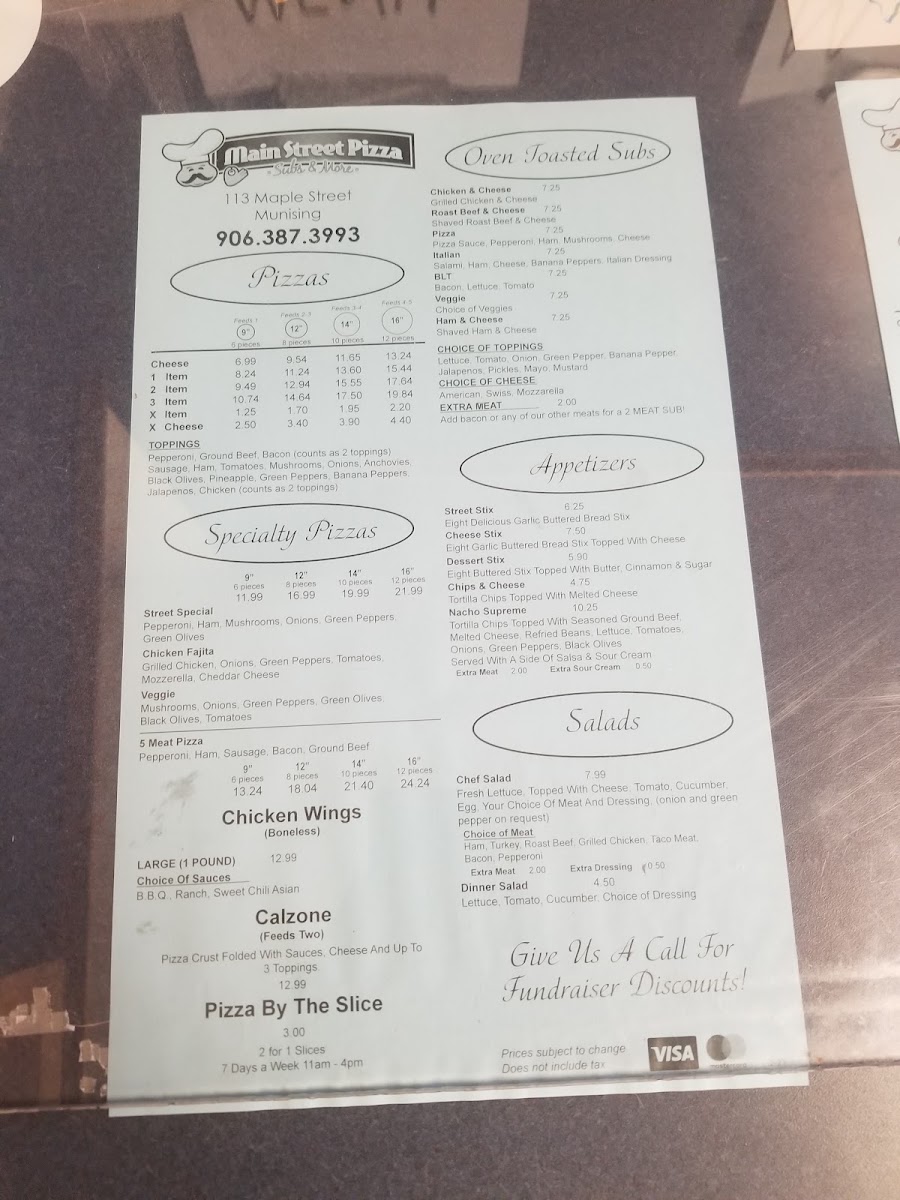 Main Street Pizza
Subs & More
113 Maple Street
Munising
906.387.3993
Pizzas
Feeds 1 Feeds 2-3 Feeds 3-4 Feeds 4-5
9" 12" 14" 16"
6 pieces 8 pieces 10 pieces 12 pieces
Cheese 6.99 9.54 11.65 13.24
1 Item 8.24 11.24 13.60 15.44
2 Item 9.49 12.94 15.55 17.64
3 Item 10.74 14.64 17.50 19.84
X Item 1.25 1.70 1.95 2.20
X Cheese 2.50 3.40 3.90 4.40
TOPPINGS
Pepperoni, Ground Beef, Bacon (counts as 2 toppings)
Sausage, Ham, Tomatoes, Mushrooms, Onions, Anchovies,
Black Olives, Pineapple, Green Peppers, Banana Peppers,
Jalapenos, Chicken (counts as 2 toppings)
Specialty Pizzas
9" 12" 14" 16"
6 pieces 8 pieces 10 pieces 12 pieces
11.99 16.99 19.99 21.99
Street Special
Pepperoni, Ham, Mushrooms, Onions, Green Peppers,
Green Olives
Chicken Fajita
Grilled Chicken, Onions, Green Peppers, Tomatoes,
Mozzerella, Cheddar Cheese
Veggie
Mushrooms, Onions, Green Peppers, Green Olives,
Black Olives, Tomatoes
5 Meat Pizza
Pepperoni, Ham, Sausage, Bacon, Ground Beef
9" 12" 14" 16"
6 pieces 8 pieces 10 pieces 12 pieces
13.24 18.04 21.40 24.24
Chicken Wings
(Boneless)
LARGE (1 POUND) 12.99
Choice Of Sauces
B.B.Q., Ranch, Sweet Chili Asian
Calzone
(Feeds Two)
Pizza Crust Folded With Sauces, Cheese And Up To
3 Toppings
12.99
Pizza By The Slice
3.00
2 for 1 Slices
7 Days a Week 11am - 4pm
Oven Toasted Subs
Chicken & Cheese 7.25
Grilled Chicken & Cheese
Roast Beef & Cheese 7.25
Shaved Roast Beef & Cheese
Pizza 7.25
Pizza Sauce, Pepperoni, Ham, Mushrooms, Cheese
Italian 7.25
Salami, Ham, Cheese, Banana Peppers, Italian Dressing
BLT 7.25
Bacon, Lettuce, Tomato
Veggie 7.25
Choice of Veggies
Ham & Cheese 7.25
Shaved Ham & Cheese
CHOICE OF TOPPINGS
Lettuce, Tomato, Onion, Green Pepper, Banana Pepper,
Jalapenos, Pickles, Mayo, Mustard
CHOICE OF CHEESE
American, Swiss, Mozzarella
EXTRA MEAT 2.00
Add bacon or any of our other meats for a 2 MEAT SUB!
Appetizers
Street Stix 6.25
Eight Delicious Garlic Buttered Bread Stix
Cheese Stix 7.50
Eight Garlic Buttered Bread Stix Topped With Cheese
Dessert Stix 5.90
Eight Buttered Stix Topped With Butter, Cinnamon & Sugar
Chips & Cheese 4.75
Tortilla Chips Topped With Melted Cheese
Nacho Supreme 10.25
Tortilla Chips Topped With Seasoned Ground Beef,
Melted Cheese, Refried Beans, Lettuce, Tomatoes,
Onions, Green Peppers, Black Olives
Served With A Side Of Salsa & Sour Cream
Extra Meat 2.00 Extra Sour Cream 0.50
Salads
Chef Salad 7.99
Fresh Lettuce, Topped With Cheese, Tomato, Cucumber,
Egg, Your Choice Of Meat And Dressing, (onion and green
pepper on request)
Choice of Meat
Ham, Turkey, Roast Beef, Grilled Chicken, Taco Meat,
Bacon, Pepperoni
Extra Meat 2.00 Extra Dressing 0.50
Dinner Salad 4.50
Lettuce, Tomato, Cucumber, Choice of Dressing
Give Us A Call For
Fundraiser Discounts!
Prices subject to change
Does not include tax
VISA